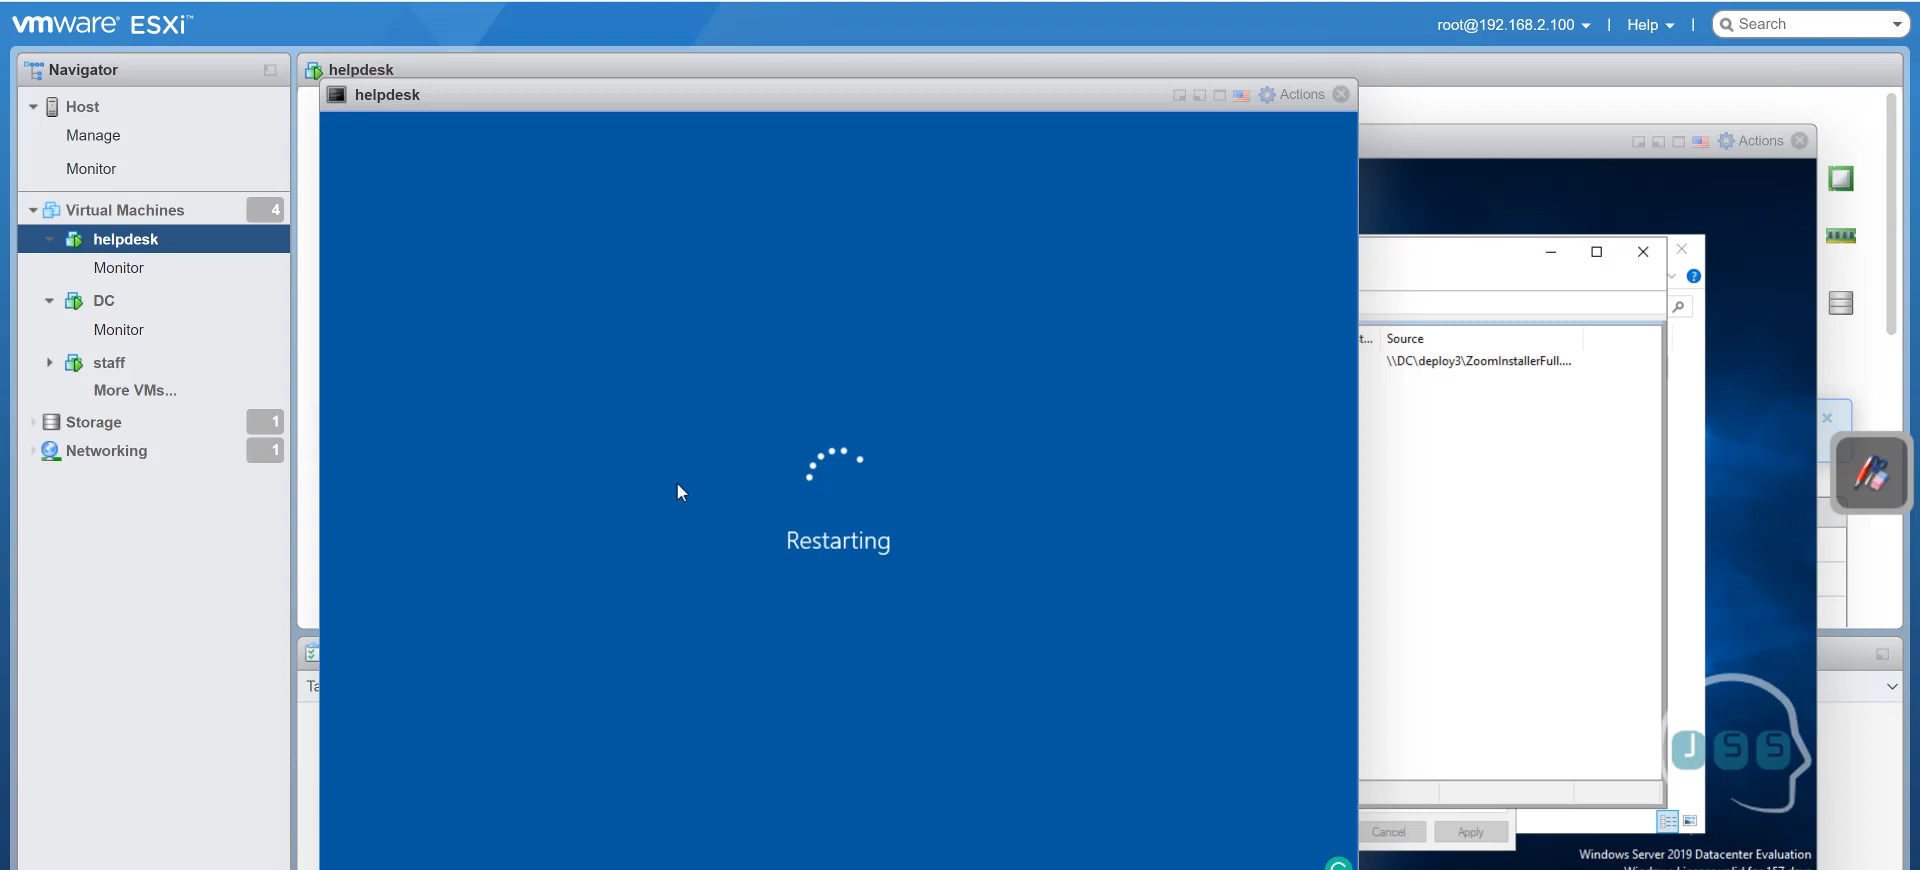 vmware ESXi™
root@192.168.2.100 | Help | Search
Navigator
Host
Manage
Monitor
Virtual Machines 4
helpdesk
Monitor
DC
Monitor
staff
More VMs...
Storage 1
Networking 1
helpdesk
helpdesk
Actions
Restarting
Actions
t... Source
\\DC\deploy3\ZoomInstallerFull....
Cancel Apply
J S S
Windows Server 2019 Datacenter Evaluation